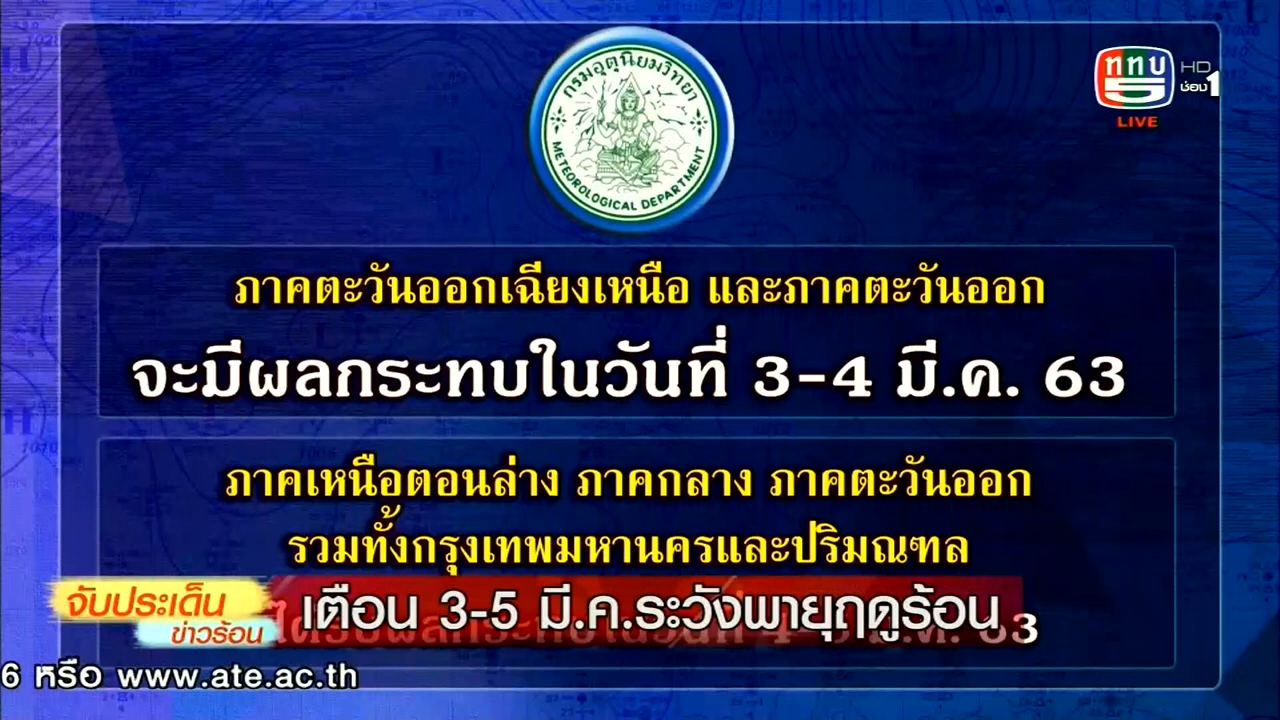 กรมอุตุนิยมวิทยา
METEOROLOGICAL DEPARTMENT
ททบ 5 HD
ช่อง 1
LIVE
ภาคตะวันออกเฉียงเหนือ และภาคตะวันออก
จะมีผลกระทบในวันที่ 3-4 มี.ค. 63
ภาคเหนือตอนล่าง ภาคกลาง ภาคตะวันออก
รวมทั้งกรุงเทพมหานครและปริมณฑล
63
จับประเด็น
ข่าวร้อน
เตือน 3-5 มี.ค.ระวังพายุฤดูร้อน
6 หรือ www.ate.ac.th